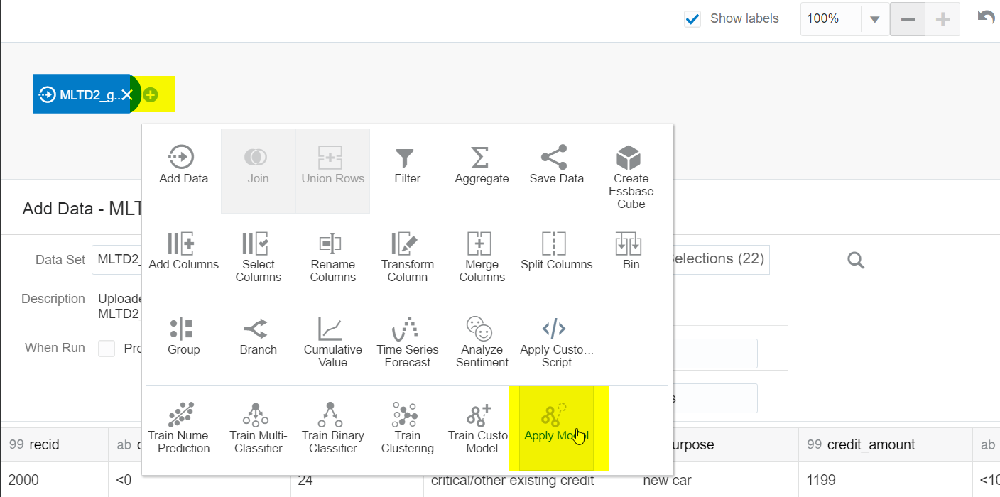 Show labels
100%
MLTD2_g..
Add Data
Join
Union Rows
Filter
Aggregate
Save Data
Create
Essbase
Cube
Add Data - MLT
Add Columns
Select
Columns
Rename
Columns
Transform
Column
Merge
Columns
Split Columns
Bin
Data Set
MLTD2_
elections (22)
Description
Uploade
MLTD2_
Group
Branch
Cumulative
Value
Time Series
Forecast
Analyze
Sentiment
Apply Custo...
Script
When Run
Pro
s
Train Nume...
Prediction
Train Multi-
Classifier
Train Binary
Classifier
Train
Clustering
Train Custo...
Model
Apply Model
99 recid
ab
urpose
99 credit_amount
ab
2000
<0
24
critical/other existing credit
new car
1199
<10